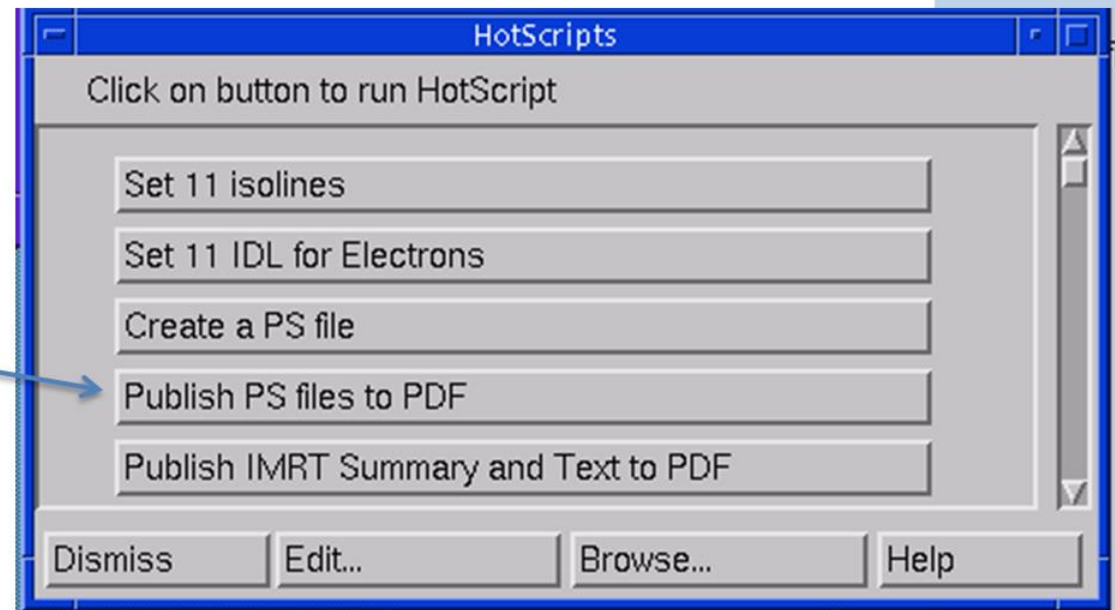 HotScripts
Click on button to run HotScript
Set 11 isolines
Set 11 IDL for Electrons
Create a PS file
Publish PS files to PDF
Publish IMRT Summary and Text to PDF
Dismiss Edit... Browse... Help